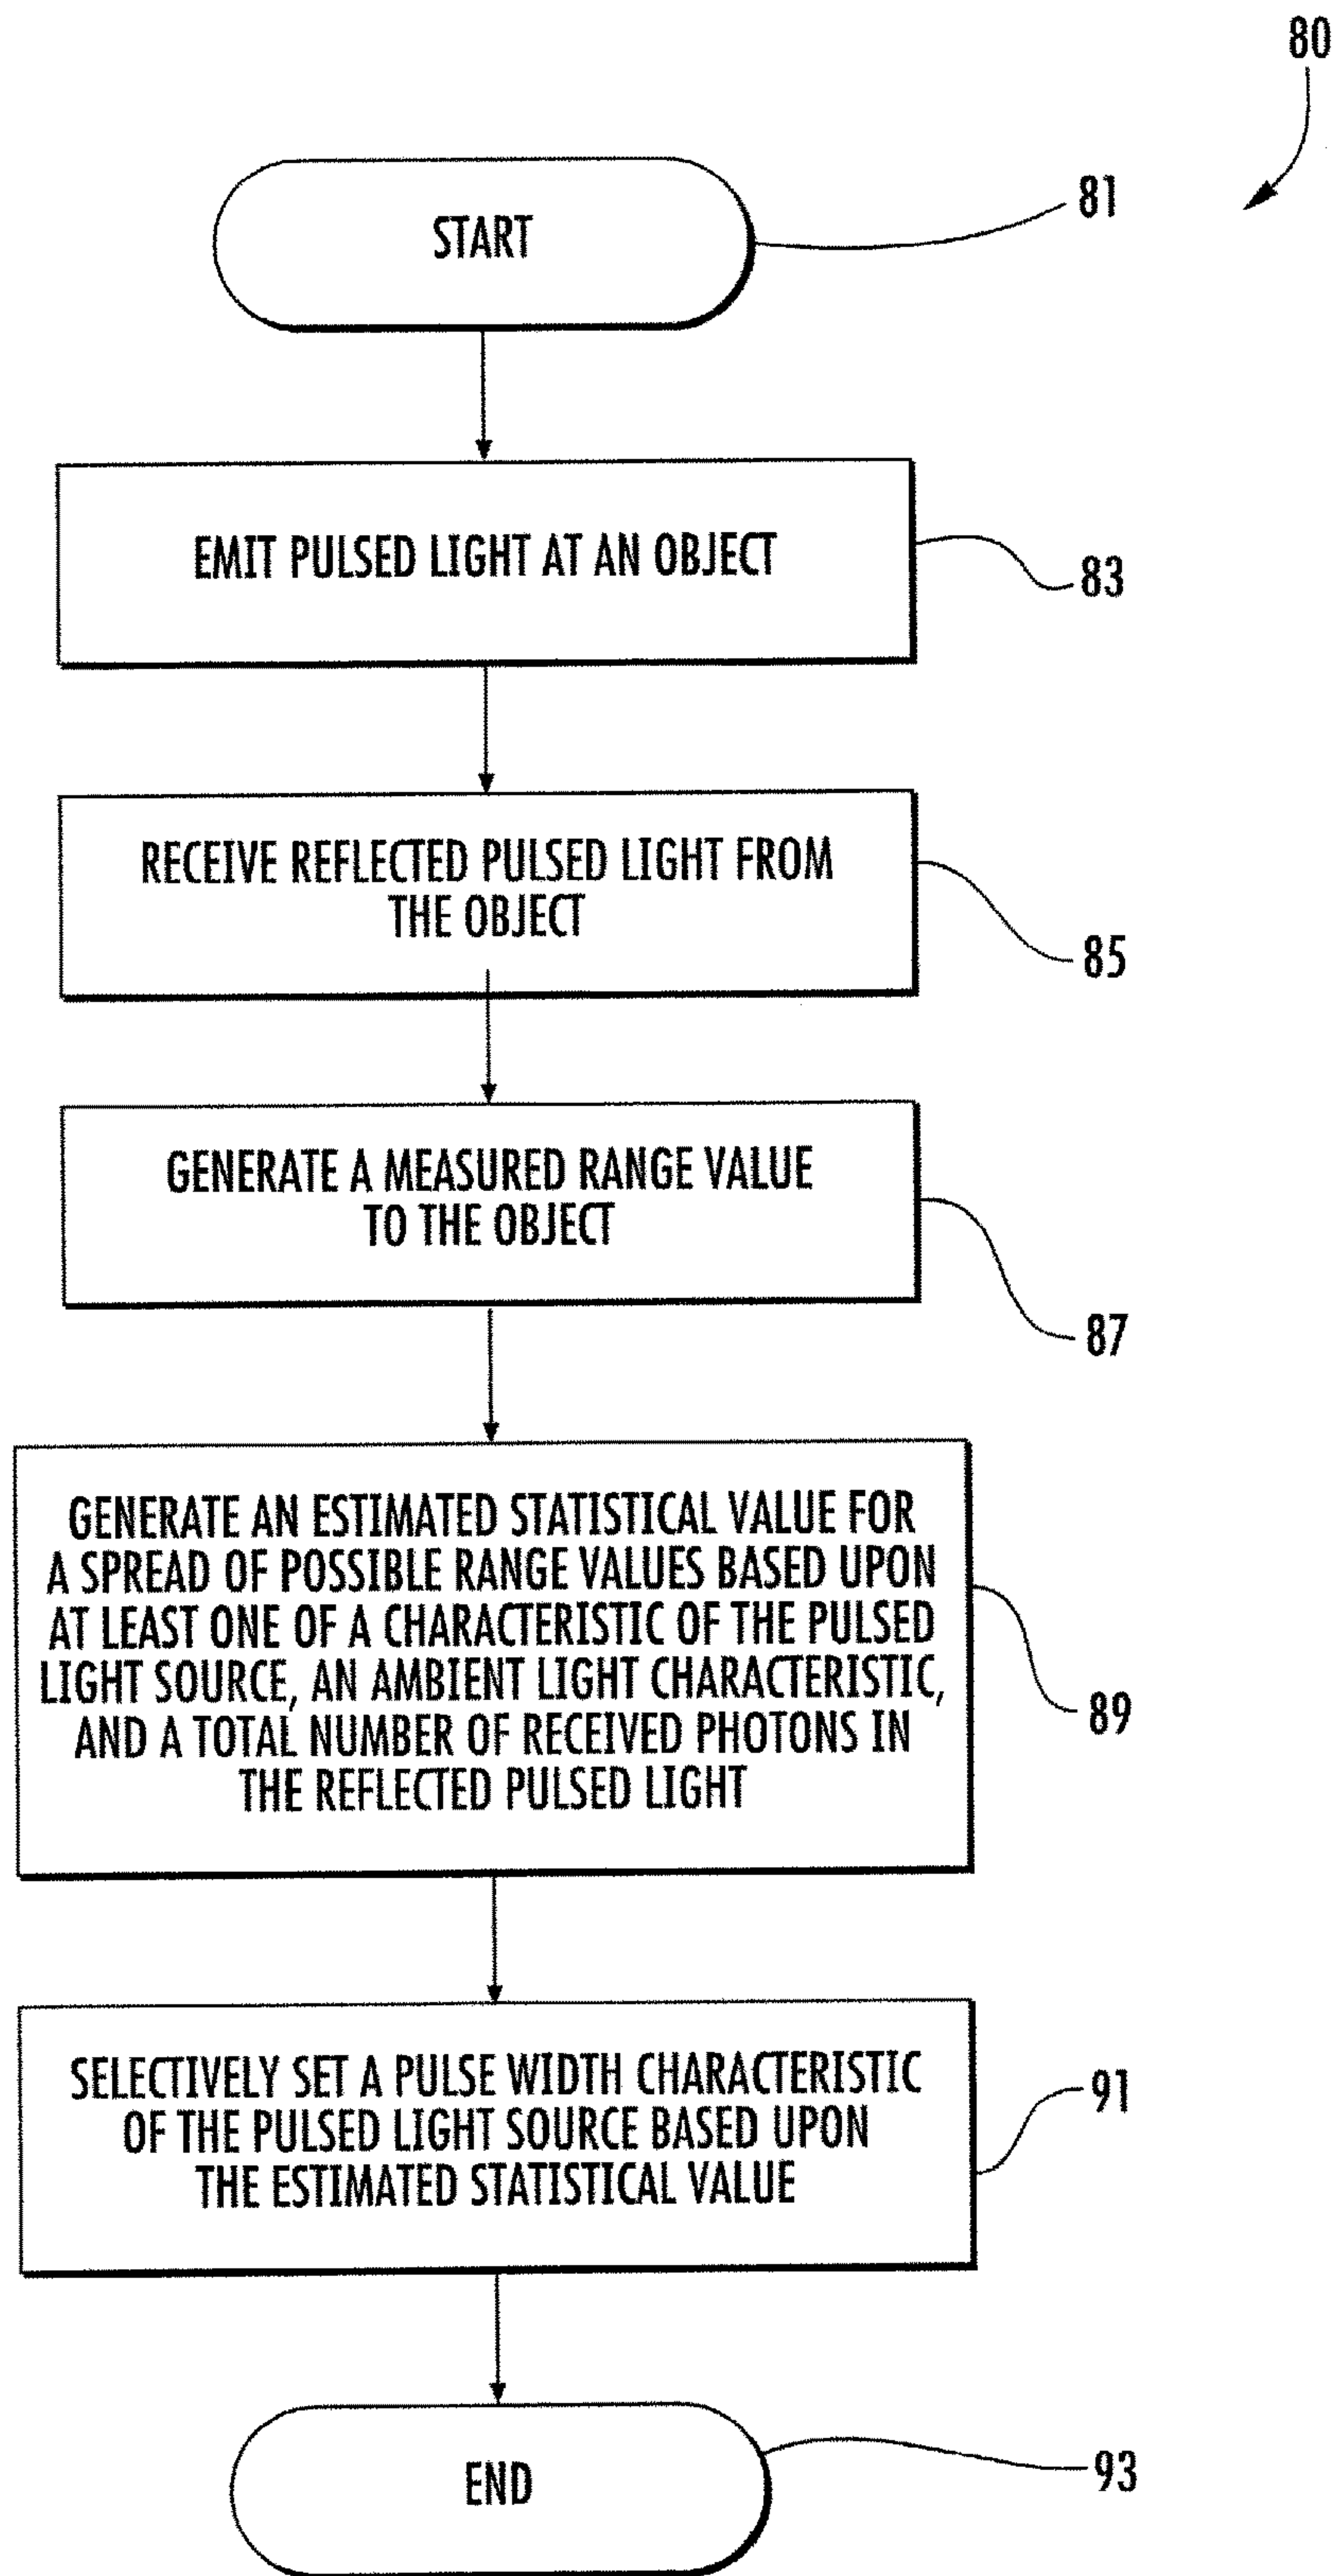 80
START
81
EMIT PULSED LIGHT AT AN OBJECT
83
RECEIVE REFLECTED PULSED LIGHT FROM
THE OBJECT
85
GENERATE A MEASURED RANGE VALUE
TO THE OBJECT
87
GENERATE AN ESTIMATED STATISTICAL VALUE FOR
A SPREAD OF POSSIBLE RANGE VALUES BASED UPON
AT LEAST ONE OF A CHARACTERISTIC OF THE PULSED
LIGHT SOURCE, AN AMBIENT LIGHT CHARACTERISTIC,
AND A TOTAL NUMBER OF RECEIVED PHOTONS IN
THE REFLECTED PULSED LIGHT
89
SELECTIVELY SET A PULSE WIDTH CHARACTERISTIC
OF THE PULSED LIGHT SOURCE BASED UPON
THE ESTIMATED STATISTICAL VALUE
91
END
93